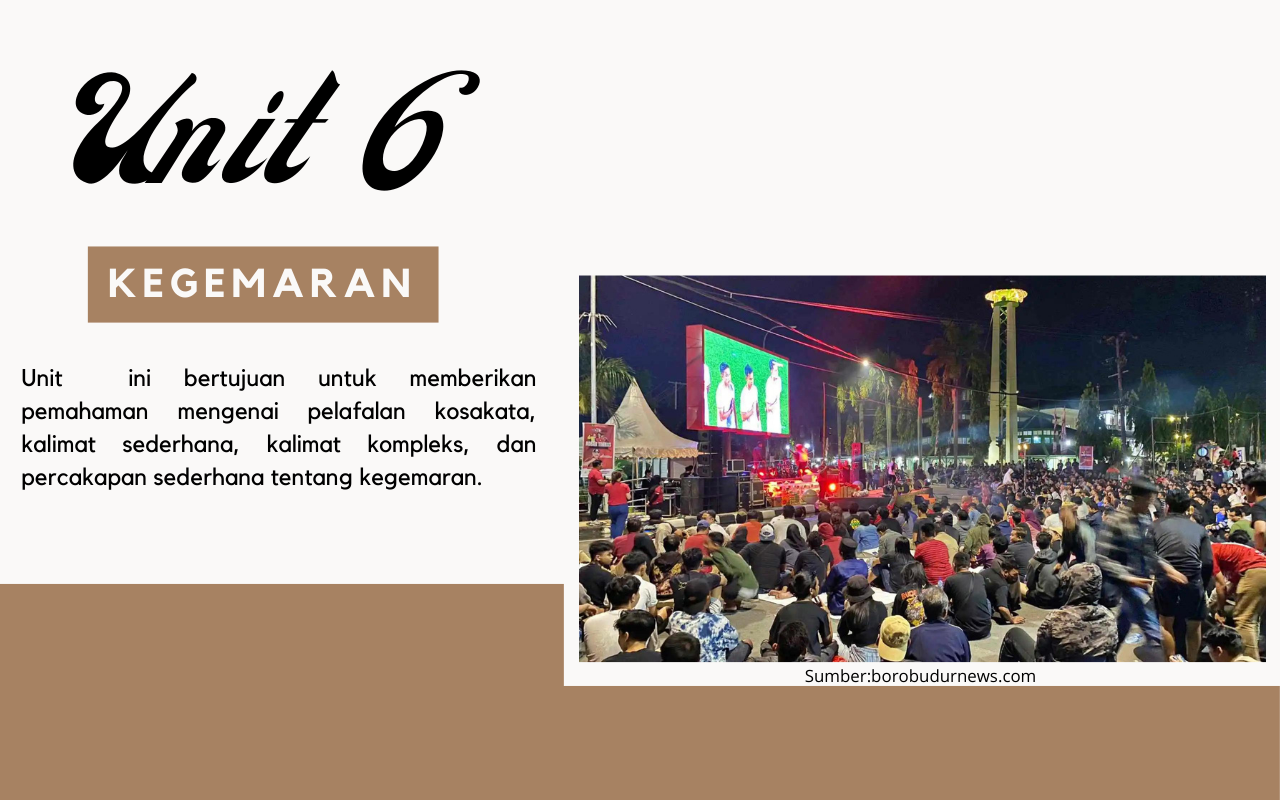 Unit 6
KEGEMARAN
Unit ini bertujuan untuk memberikan
pemahaman mengenai pelafalan kosakata,
kalimat sederhana, kalimat kompleks, dan
percakapan sederhana tentang kegemaran.
Sumber:borobudurnews.com